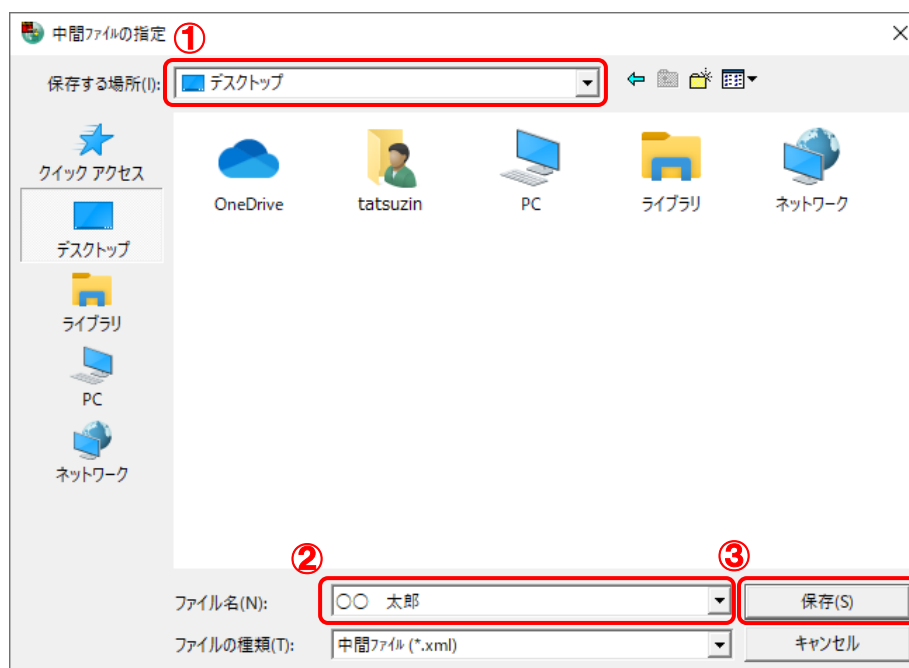 中間ファイルの指定
①
保存する場所(I):
デスクトップ
クイック アクセス
デスクトップ
ライブラリ
PC
ネットワーク
OneDrive
tatsuzin
PC
ライブラリ
ネットワーク
②
③
ファイル名(N):
○○　太郎
保存(S)
ファイルの種類(T):
中間ファイル (*.xml)
キャンセル